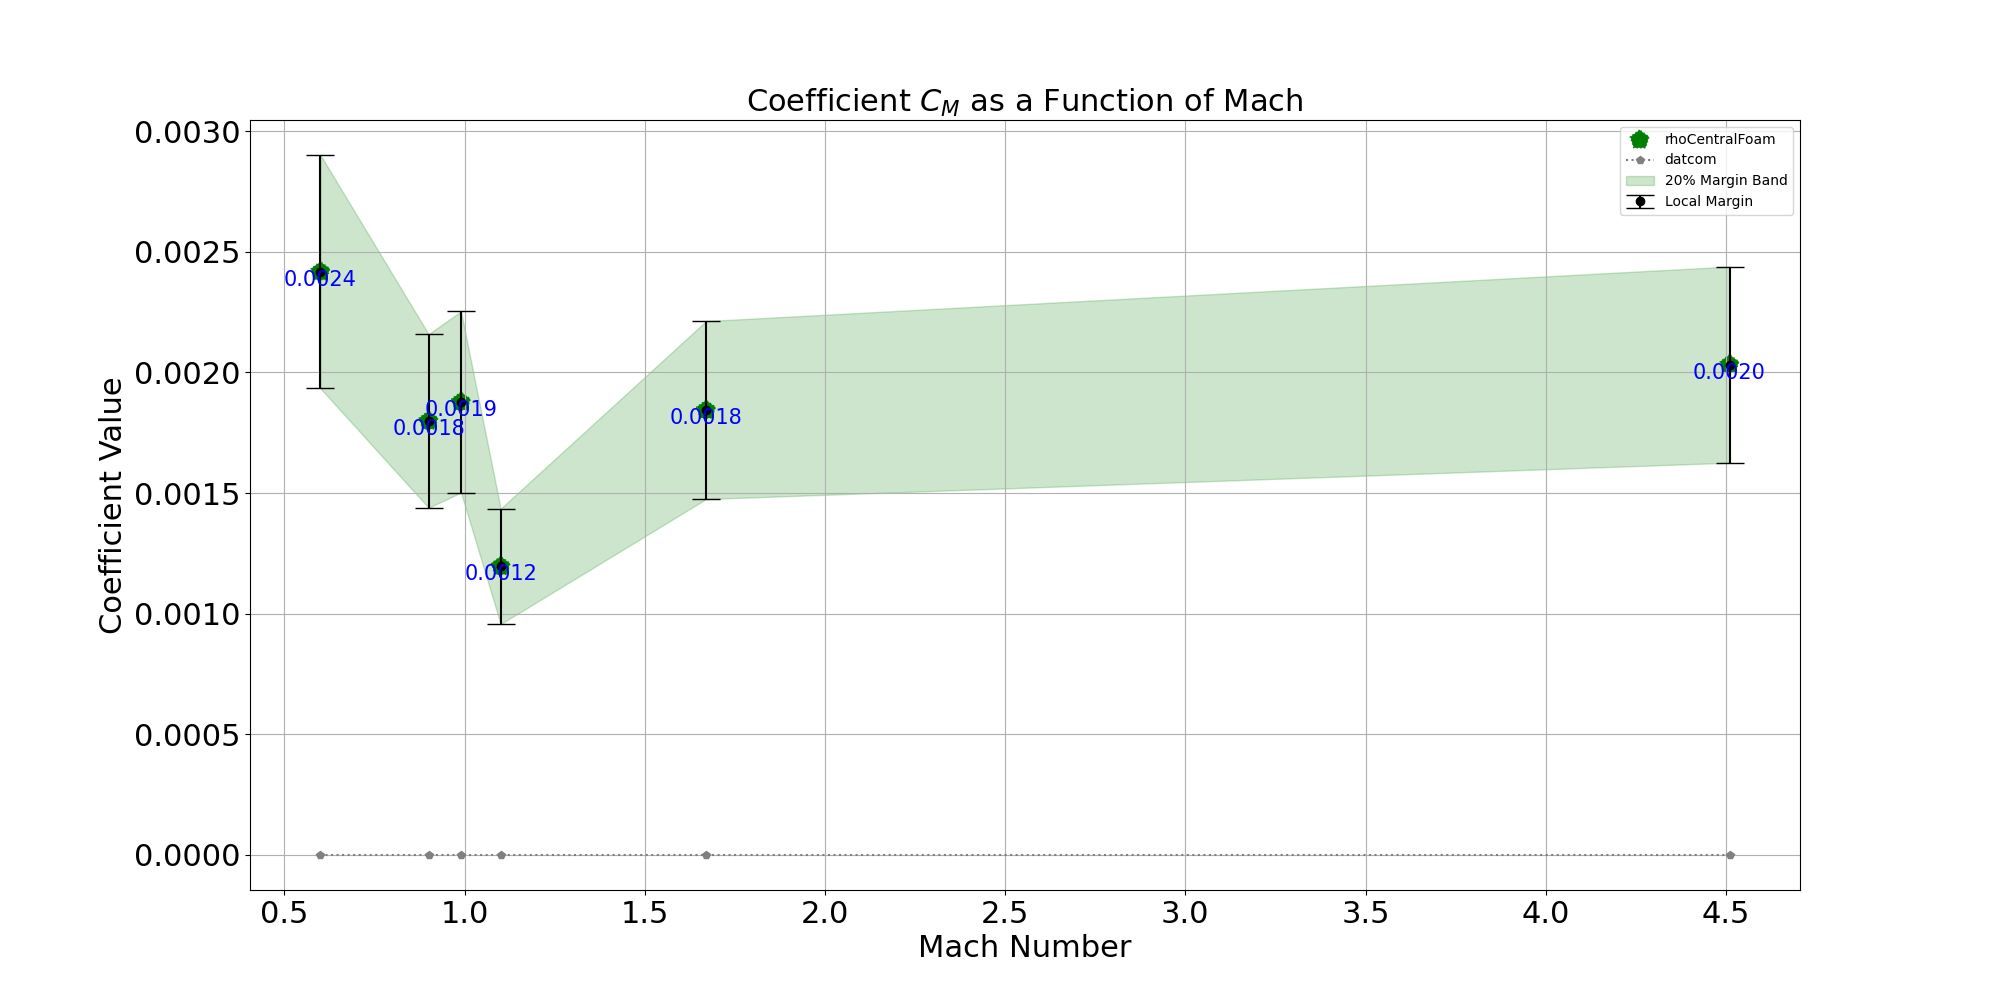 Coefficient C_M as a Function of Mach
Coefficient Value
0.0030
0.0025
0.0020
0.0015
0.0010
0.0005
0.0000
rhoCentralFoam
datcom
20% Margin Band
Local Margin
0.0024
0.0018
0.0019
0.0012
0.0018
0.0020
0.5 1.0 1.5 2.0 2.5 3.0 3.5 4.0 4.5
Mach Number